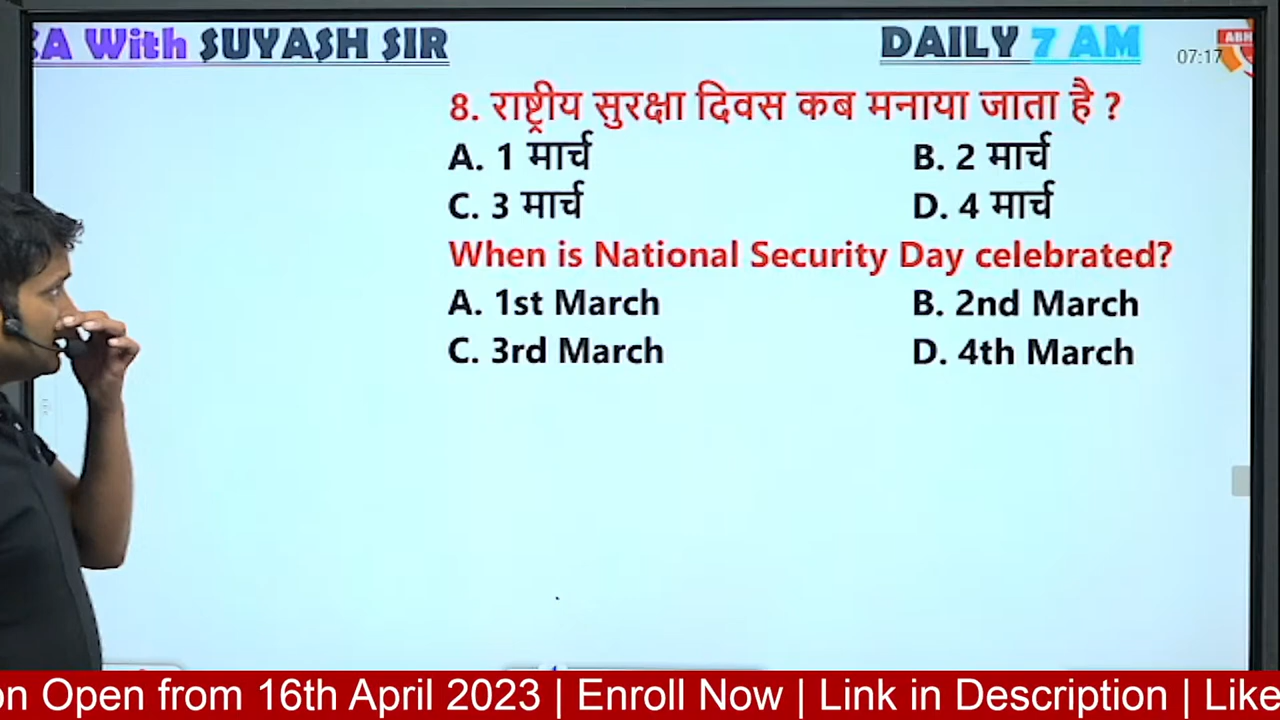 CA With SUYASH SIR
DAILY 7 AM
07:17
ABH
8. राष्ट्रीय सुरक्षा दिवस कब मनाया जाता है ?
A. 1 मार्च B. 2 मार्च
C. 3 मार्च D. 4 मार्च
When is National Security Day celebrated?
A. 1st March B. 2nd March
C. 3rd March D. 4th March
on Open from 16th April 2023 | Enroll Now | Link in Description | Like